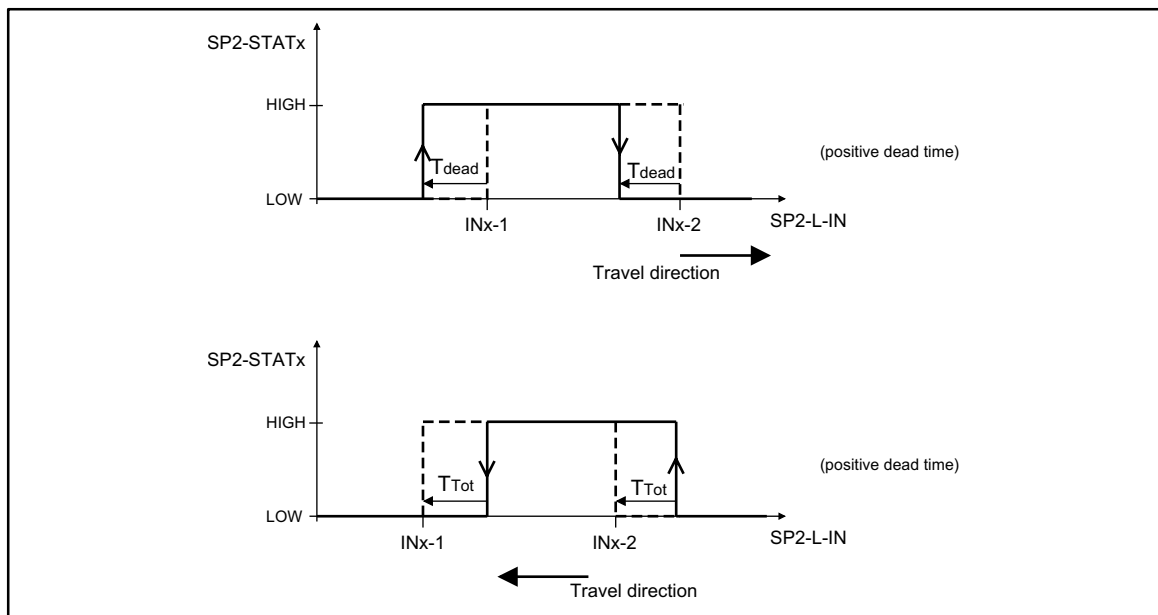 SP2-STATx
HIGH
Tdead
Tdead
(positive dead time)
LOW
INx-1
INx-2
SP2-L-IN
Travel direction
SP2-STATx
HIGH
TTot
TTot
(positive dead time)
LOW
INx-1
INx-2
SP2-L-IN
Travel direction